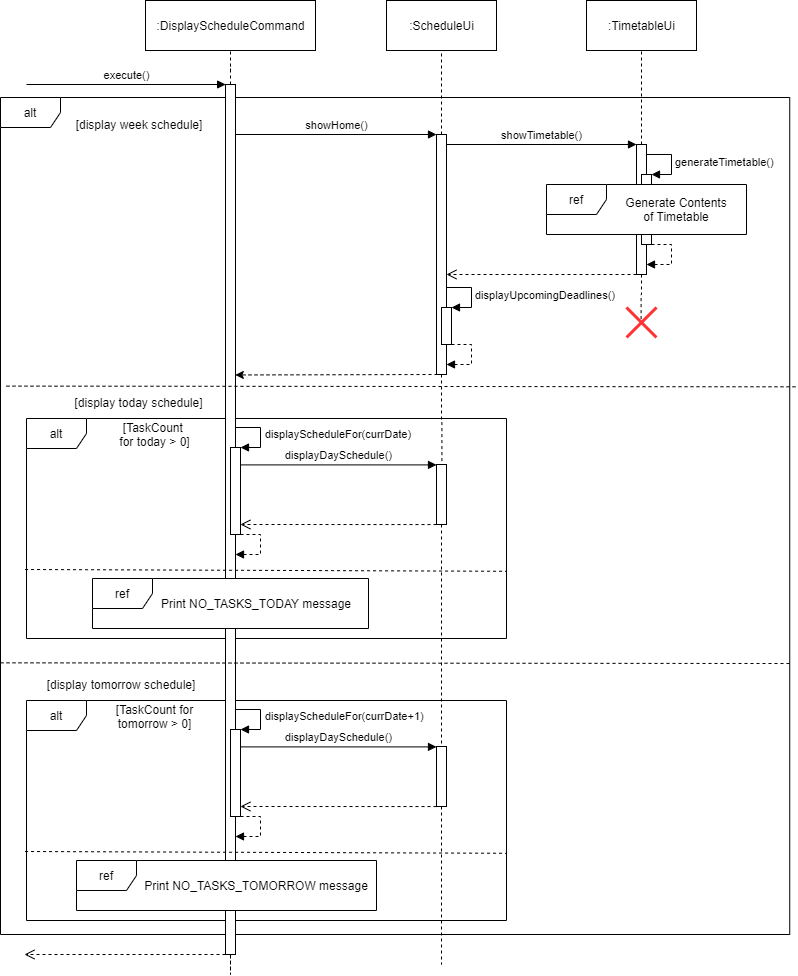 :DisplayScheduleCommand
:ScheduleUi
:TimetableUi
execute()
alt
[display week schedule]
showHome()
showTimetable()
generateTimetable()
ref
Generate Contents
of Timetable
displayUpcomingDeadlines()
[display today schedule]
alt
[TaskCount
for today > 0]
displayScheduleFor(currDate)
displayDaySchedule()
ref
Print NO_TASKS_TODAY message
[display tomorrow schedule]
alt
[TaskCount for
tomorrow > 0]
displayScheduleFor(currDate+1)
displayDaySchedule()
ref
Print NO_TASKS_TOMORROW message